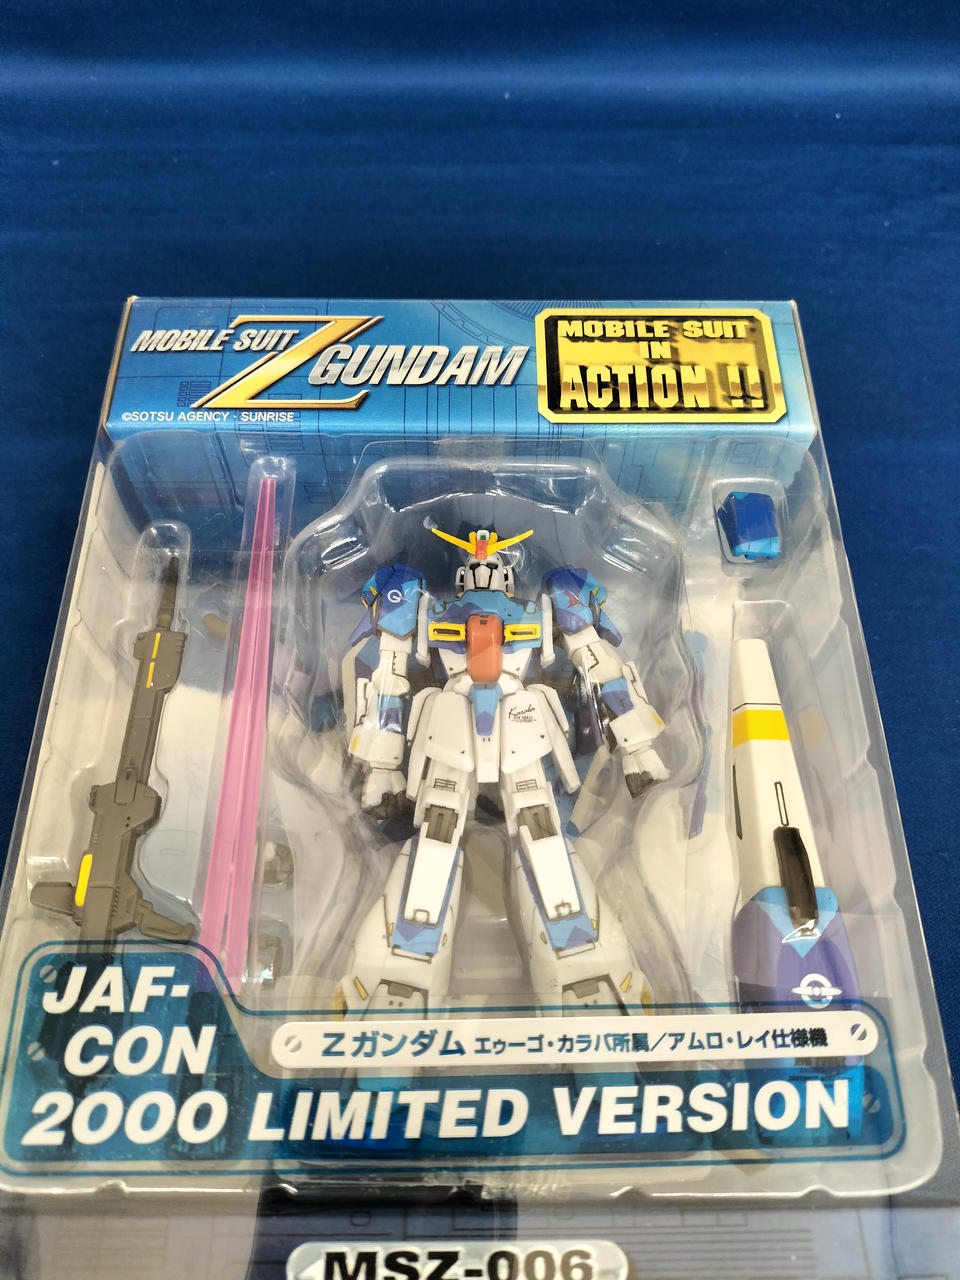 MOBILE SUIT Z GUNDAM
©SOTSU AGENCY · SUNRISE
MOBILE SUIT
IN
ACTION !!
Karaba
JAF-
CON
2000 LIMITED VERSION
Zガンダム エゥーゴ・カラバ所属／アムロ・レイ仕様機
MSZ-006